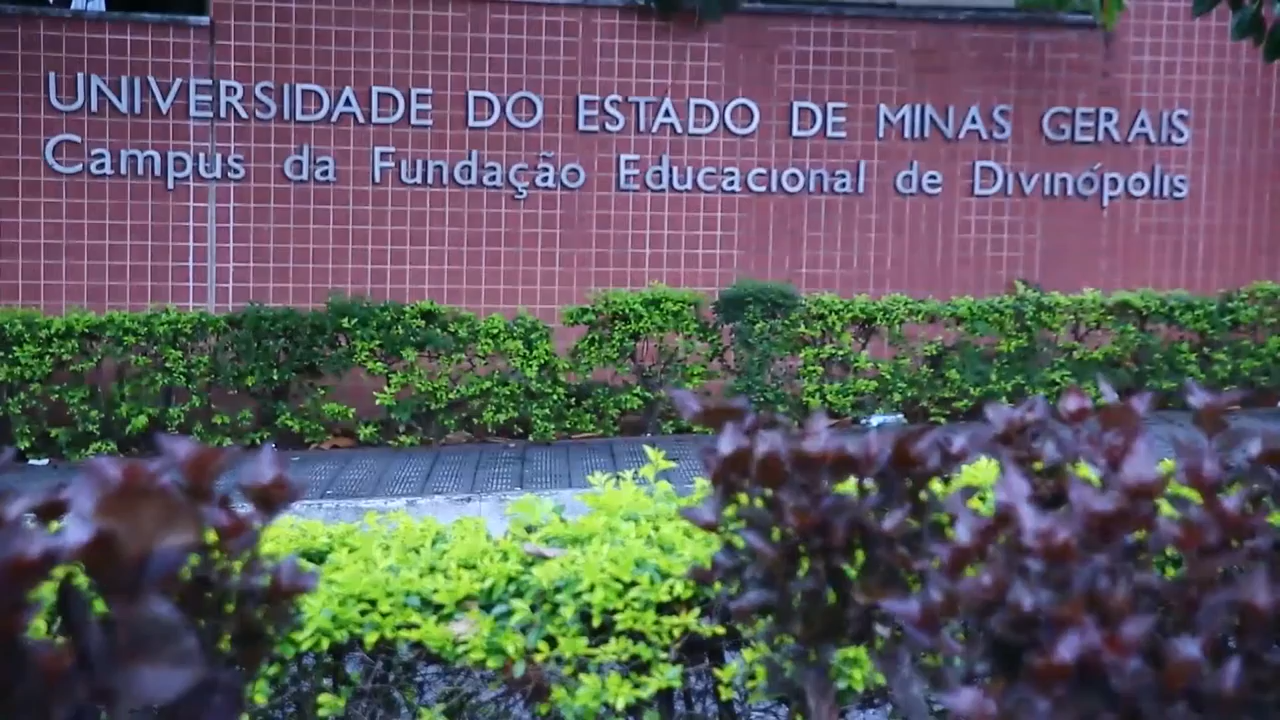 UNIVERSIDADE DO ESTADO DE MINAS GERAIS
Campus da Fundação Educacional de Divinópolis